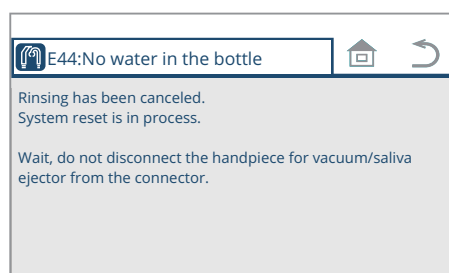 E44:No water in the bottle
Rinsing has been canceled.
System reset is in process.
Wait, do not disconnect the handpiece for vacuum/saliva
ejector from the connector.